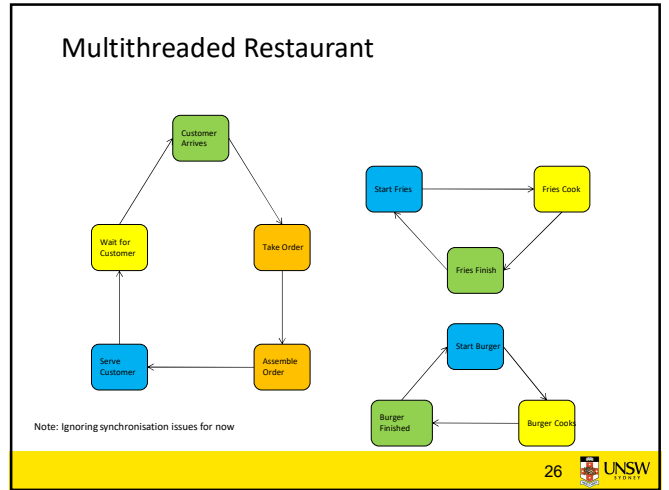 Multithreaded Restaurant
Customer
Arrives
Wait for
Customer
Take Order
Serve
Customer
Assemble
Order
Start Fries
Fries Cook
Fries Finish
Start Burger
Burger
Finished
Burger Cooks
Note: Ignoring synchronisation issues for now
26
UNSW
SYDNEY